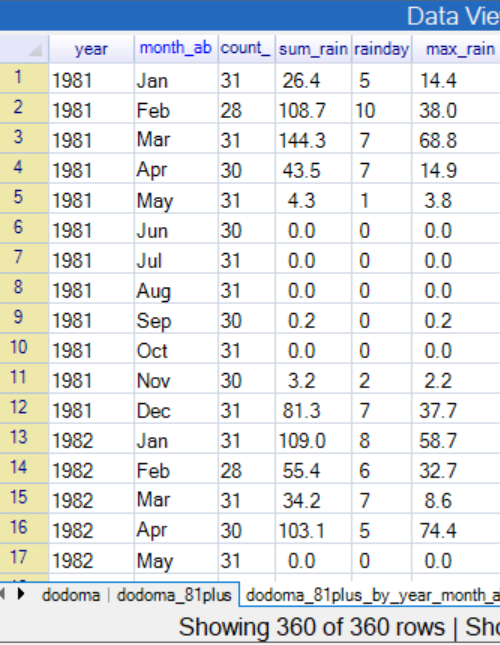 Data Vie
year month_ab count_ sum_rain rainday max_rain
1 1981 Jan 31 26.4 5 14.4
2 1981 Feb 28 108.7 10 38.0
3 1981 Mar 31 144.3 7 68.8
4 1981 Apr 30 43.5 7 14.9
5 1981 May 31 4.3 1 3.8
6 1981 Jun 30 0.0 0 0.0
7 1981 Jul 31 0.0 0 0.0
8 1981 Aug 31 0.0 0 0.0
9 1981 Sep 30 0.2 0 0.2
10 1981 Oct 31 0.0 0 0.0
11 1981 Nov 30 3.2 2 2.2
12 1981 Dec 31 81.3 7 37.7
13 1982 Jan 31 109.0 8 58.7
14 1982 Feb 28 55.4 6 32.7
15 1982 Mar 31 34.2 7 8.6
16 1982 Apr 30 103.1 5 74.4
17 1982 May 31 0.0 0 0.0
dodoma | dodoma_81plus dodoma_81plus_by_year_month_a
Showing 360 of 360 rows | Sho